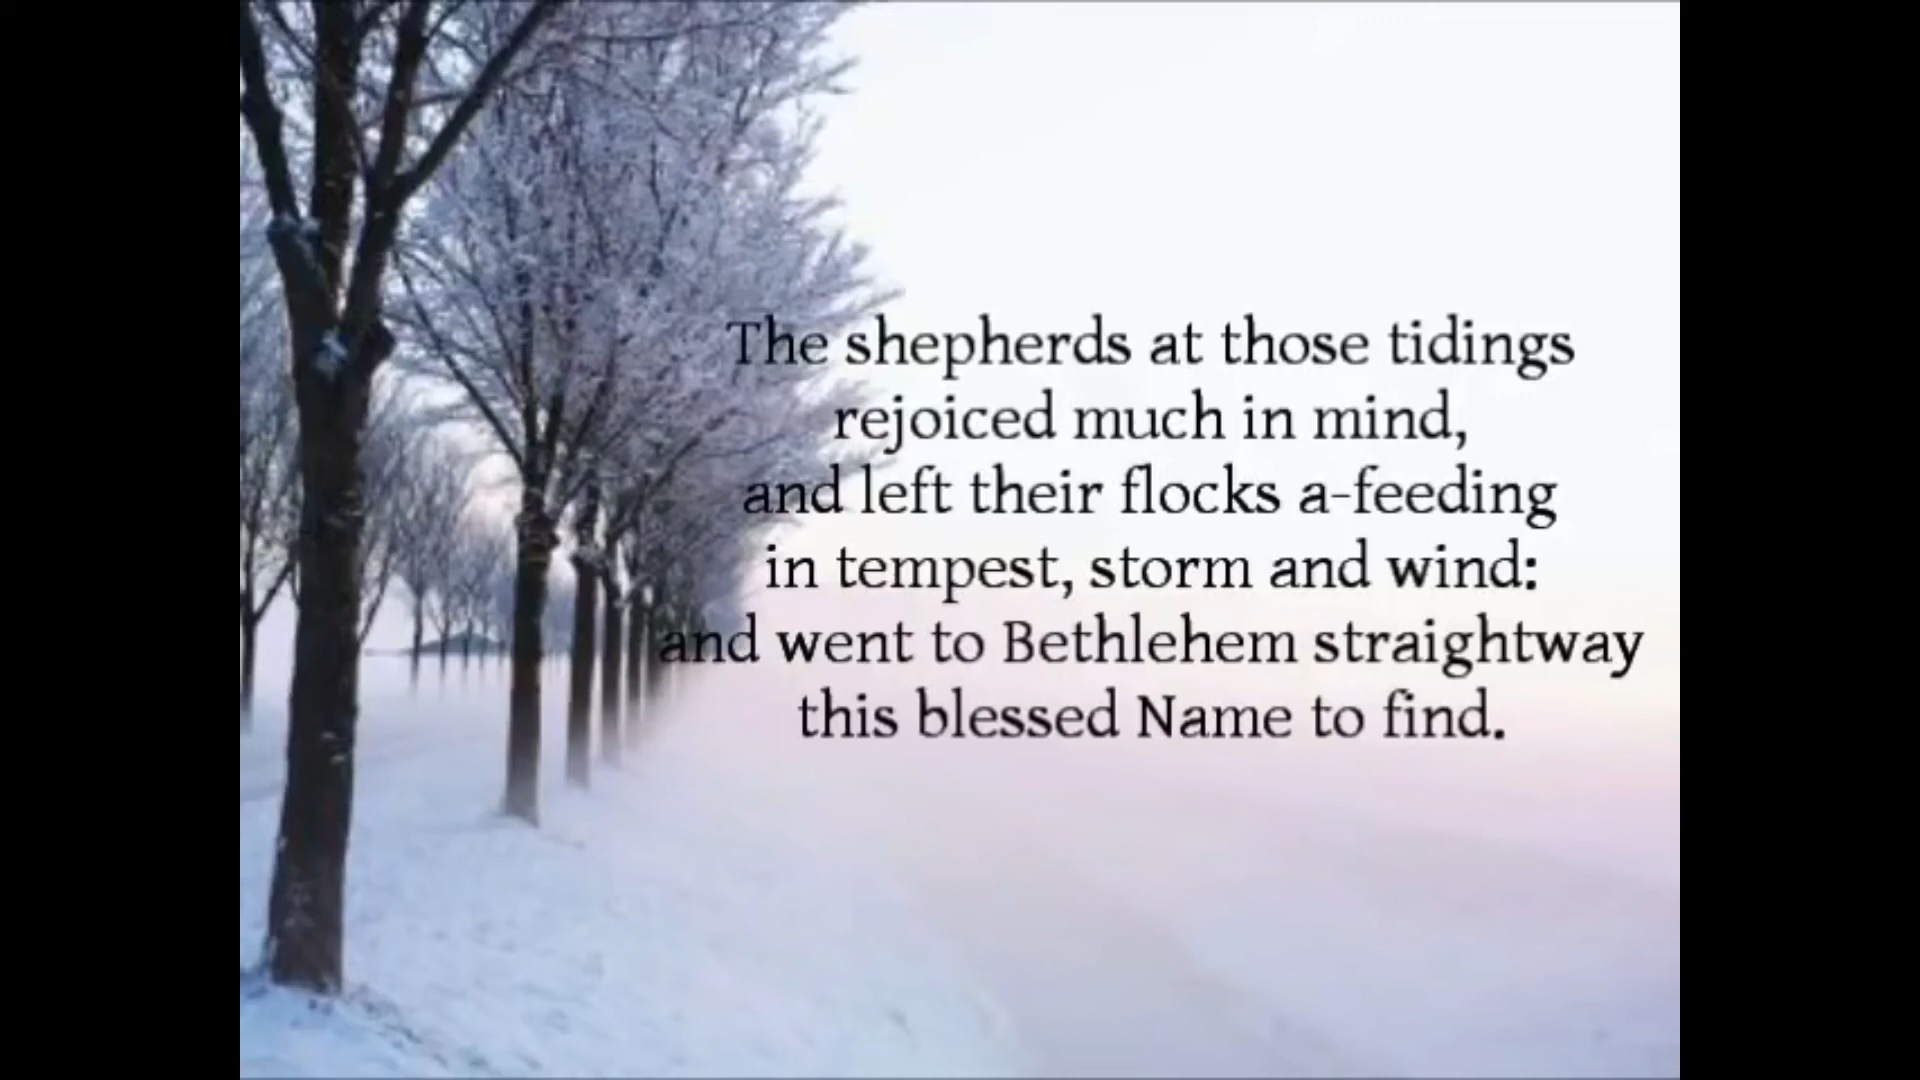 The shepherds at those tidings
rejoiced much in mind,
and left their flocks a-feeding
in tempest, storm and wind:
and went to Bethlehem straightway
this blessed Name to find.